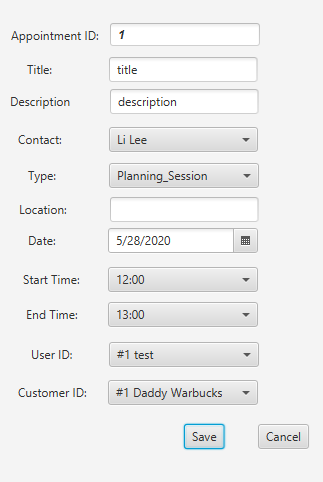 Appointment ID: 1
Title: title
Description description
Contact: Li Lee
Type: Planning_Session
Location:
Date: 5/28/2020
Start Time: 12:00
End Time: 13:00
User ID: #1 test
Customer ID: #1 Daddy Warbucks
Save Cancel